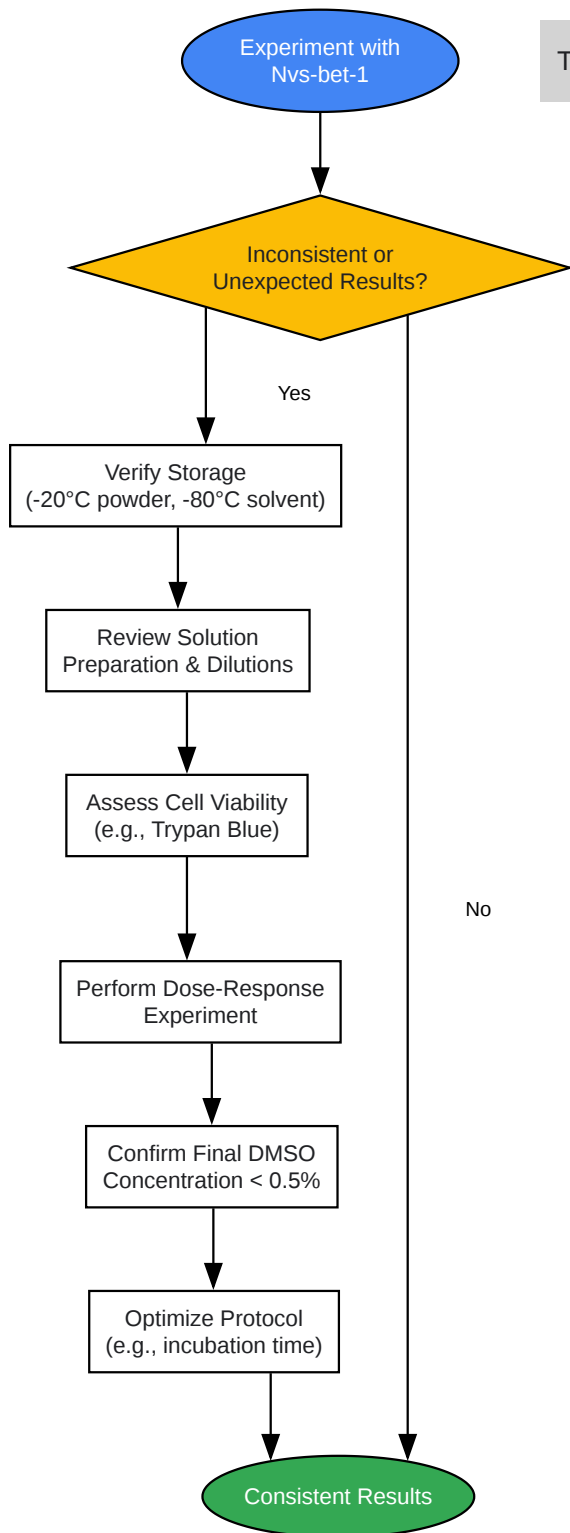 Experiment with
Nvs-bet-1
T
Inconsistent or
Unexpected Results?
Yes
Verify Storage
(-20°C powder, -80°C solvent)
Review Solution
Preparation & Dilutions
Assess Cell Viability
(e.g., Trypan Blue)
No
Perform Dose-Response
Experiment
Confirm Final DMSO
Concentration < 0.5%
Optimize Protocol
(e.g., incubation time)
Consistent Results